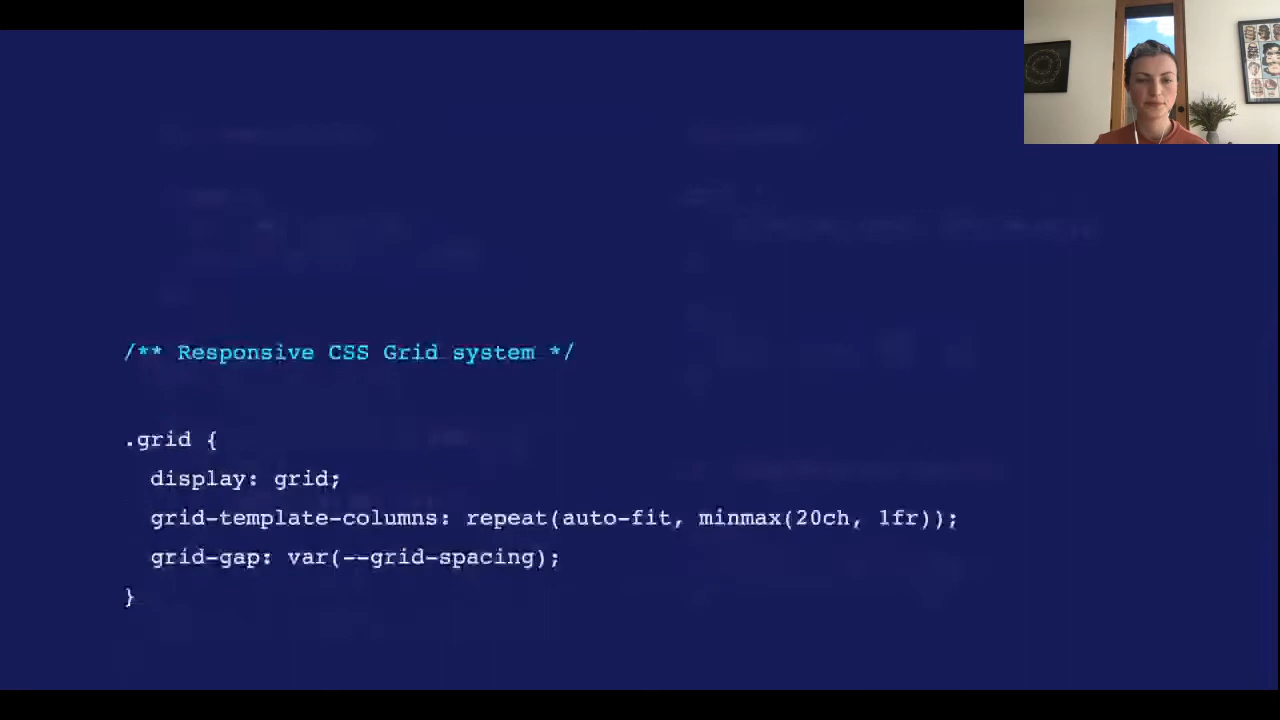 /** Responsive CSS Grid system */
.grid {
display: grid;
grid-template-columns: repeat(auto-fit, minmax(20ch, 1fr));
grid-gap: var(--grid-spacing);
}